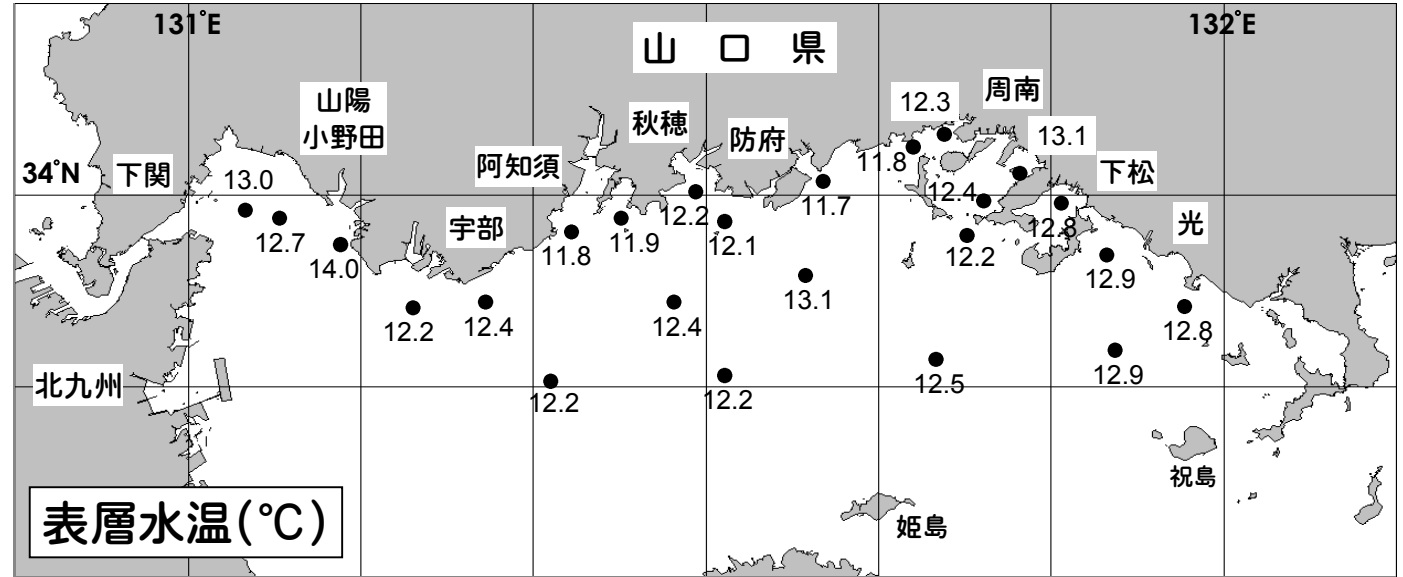 131°E
132°E
山 口 県
周南
12.3
山陽
小野田
秋穂
防府
13.1
11.8
阿知須
下松
34°N
下関
13.0
12.4
12.2
11.7
12.7
11.9
12.1
12.8
光
宇部
11.8
14.0
12.2
12.9
13.1
12.2
12.4
12.4
12.8
12.5
12.9
北九州
12.2
12.2
祝島
姫島
表層水温(℃)